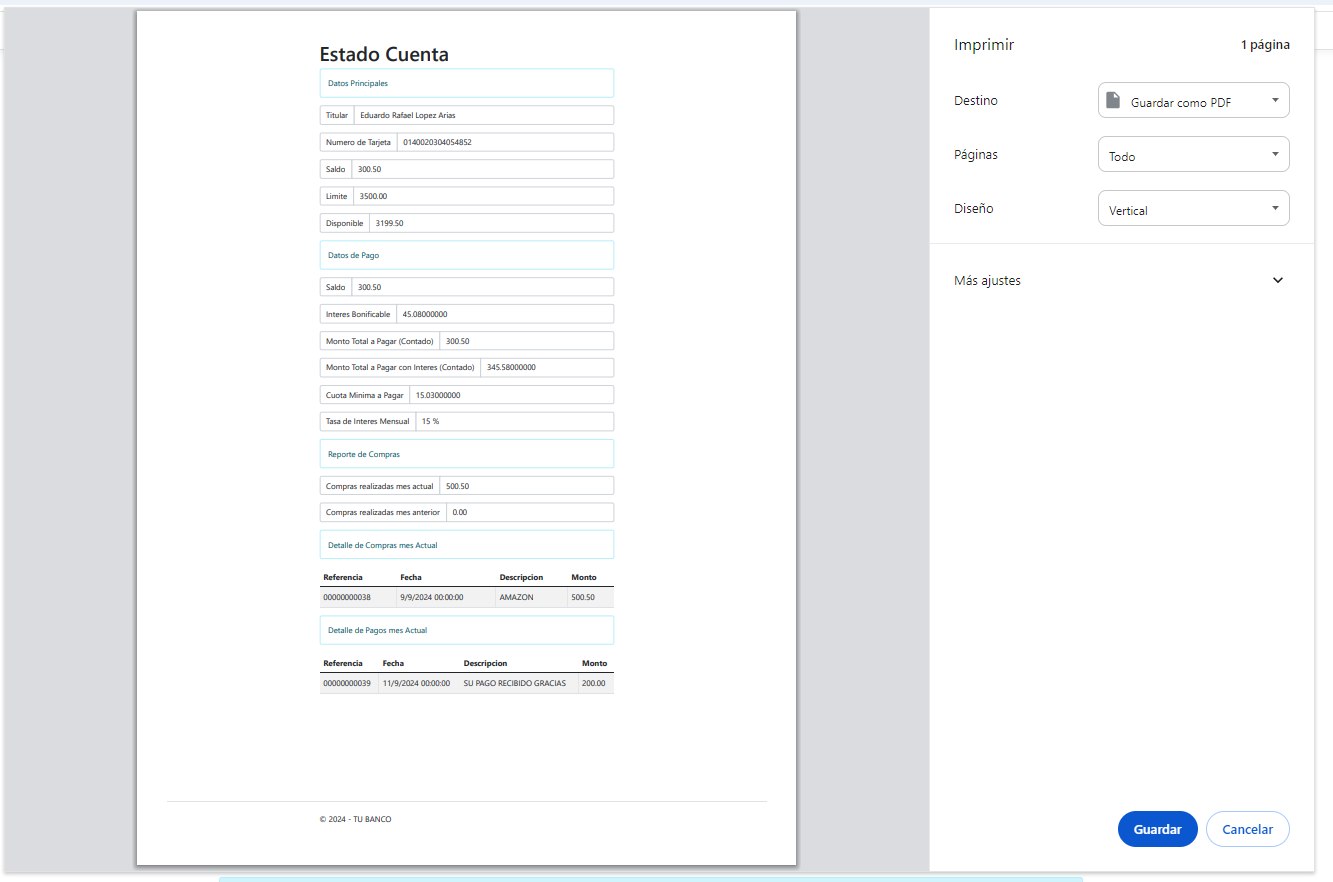 Estado Cuenta
Datos Principales
Titular Eduardo Rafael Lopez Arias
Numero de Tarjeta 0140020304054852
Saldo 300.50
Limite 3500.00
Disponible 3199.50
Datos de Pago
Saldo 300.50
Interes Bonificable 45.08000000
Monto Total a Pagar (Contado) 300.50
Monto Total a Pagar con Interes (Contado) 345.58000000
Cuota Minima a Pagar 15.03000000
Tasa de Interes Mensual 15 %
Reporte de Compras
Compras realizadas mes actual 500.50
Compras realizadas mes anterior 0.00
Detalle de Compras mes Actual
Referencia Fecha Descripcion Monto
00000000038 9/9/2024 00:00:00 AMAZON 500.50
Detalle de Pagos mes Actual
Referencia Fecha Descripcion Monto
00000000039 11/9/2024 00:00:00 SU PAGO RECIBIDO GRACIAS 200.00
© 2024 - TU BANCO
Imprimir 1 página
Destino Guardar como PDF
Páginas Todo
Diseño Vertical
Más ajustes
Guardar Cancelar